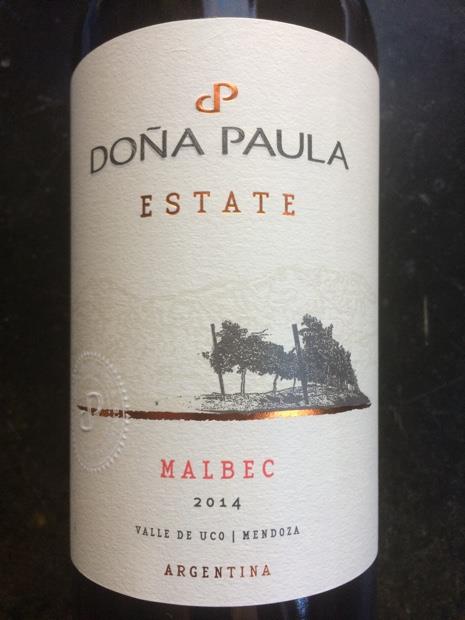 DOÑA PAULA
ESTATE
MALBEC
2014
VALLE DE UCO | MENDOZA
ARGENTINA